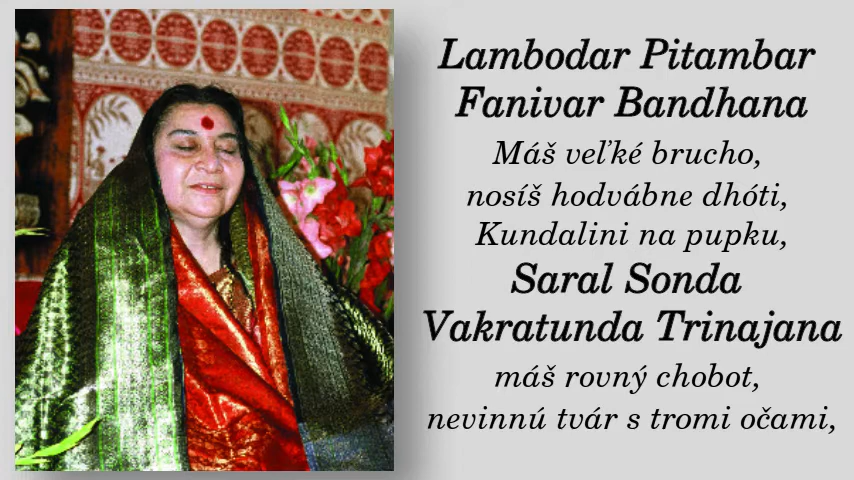 Lambodar Pitambar
Fanivar Bandhana
Máš veľké brucho,
nosíš hodvábne dhóti,
Kundalini na pupku,
Saral Sonda
Vakratunda Trinajana
máš rovný chobot,
nevinnú tvár s tromi očami,